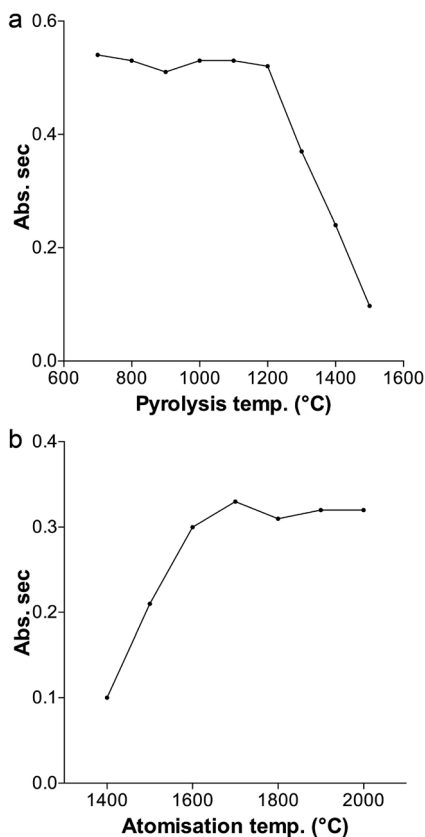 a
0.6
0.4
0.2
0.0
Abs. sec
600 800 1000 1200 1400 1600
Pyrolysis temp. (°C)
b
0.4
0.3
0.2
0.1
0.0
Abs. sec
1400 1600 1800 2000
Atomisation temp. (°C)